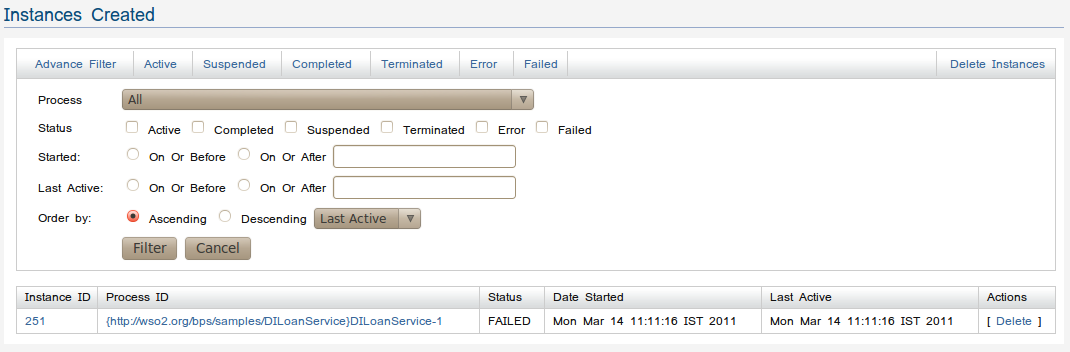 Instances Created
Advance Filter Active Suspended Completed Terminated Error Failed Delete Instances
Process All
Status Active Completed Suspended Terminated Error Failed
Started: On Or Before On Or After
Last Active: On Or Before On Or After
Order by: Ascending Descending Last Active
Filter Cancel
Instance ID Process ID Status Date Started Last Active Actions
251 {http://wso2.org/bps/samples/DILoanService}DILoanService-1 FAILED Mon Mar 14 11:11:16 IST 2011 Mon Mar 14 11:11:16 IST 2011 [ Delete ]